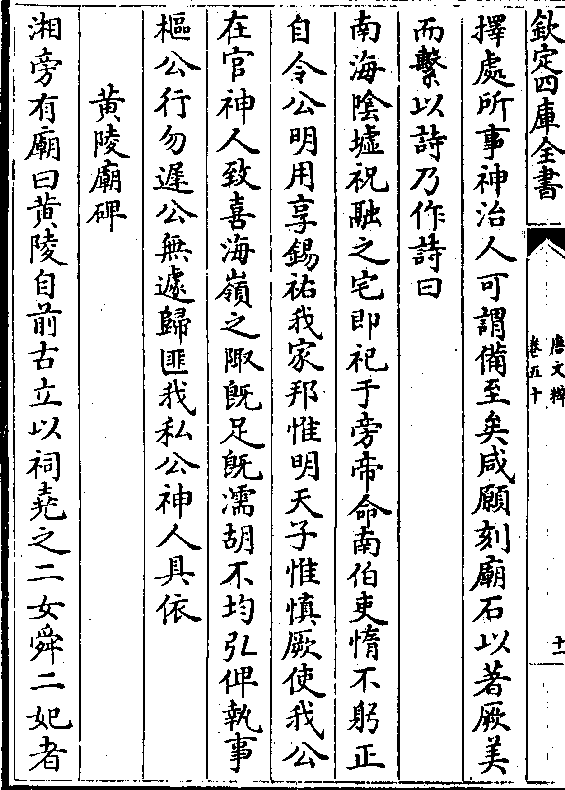 欽定四庫全書
唐文粹
卷五十
十一
擇處所事神治人可謂備至矣咸願刻廟石以著厥美
而繫以詩乃作詩曰
南海陰墟祝融之宅即祀于旁帝命南伯吏惰不躬正
自令公明用享錫祐我家邦惟明天子惟慎厥使我公
在官神人致喜海嶺之陬既足既濡胡不均弘俾執事
樞公行勿遲公無遽歸匪我私公神人具依
黄陵廟碑
湘旁有廟曰黄陵自前古立以祠堯之二女舜二妃者